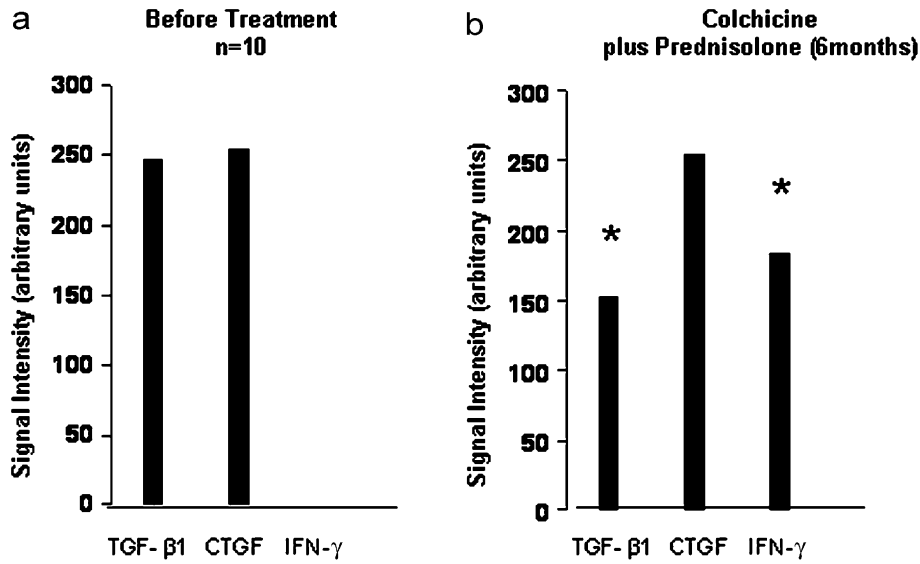 a
Before Treatment
n=10
Signal Intensity (arbitrary units)
300
250
200
150
100
50
0
TGF- β1 CTGF IFN-γ
b
Colchicine
plus Prednisolone (6months)
Signal Intensity (arbitrary units)
300
250
200
150
100
50
0
*
*
TGF- β1 CTGF IFN-γ